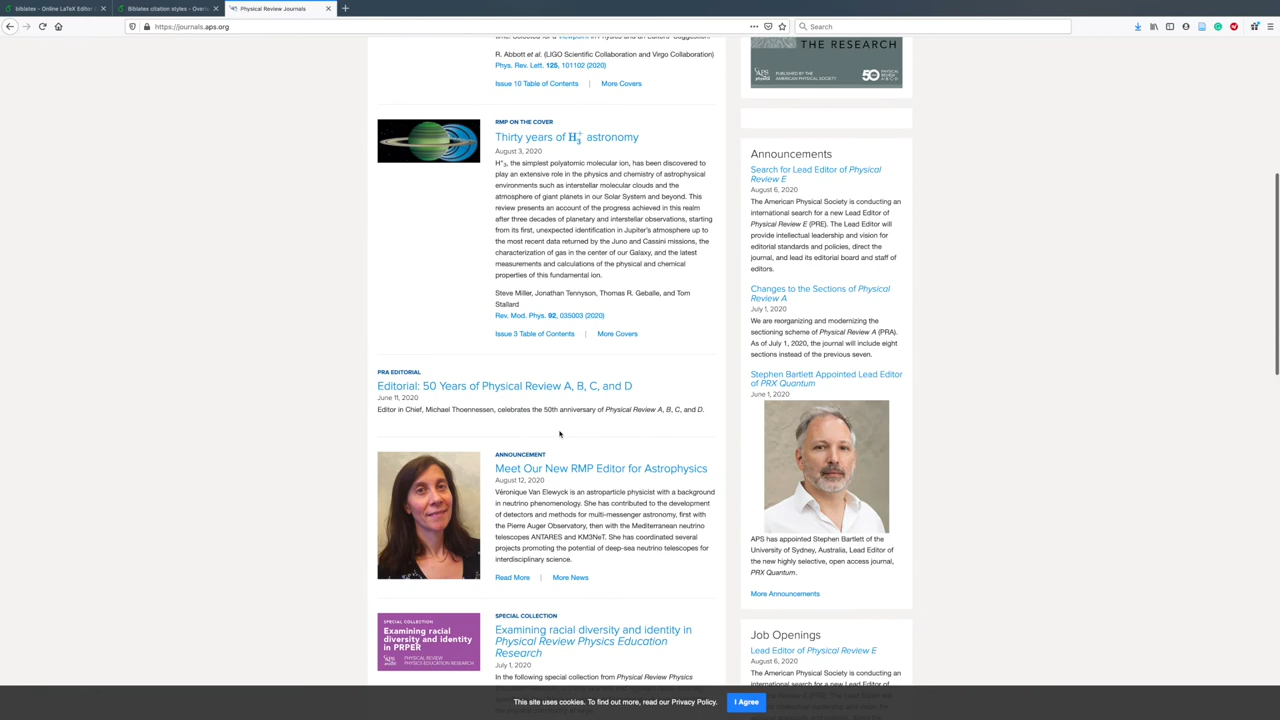 biblatex - Online LaTeX Editor
Biblatex citation styles - Overl
Physical Review Journals
https://journals.aps.org
Search
R. Abbott et al. (LIGO Scientific Collaboration and Virgo Collaboration)
Phys. Rev. Lett. 125, 101102 (2020)
Issue 10 Table of Contents | More Covers
RMP ON THE COVER
Thirty years of H₃⁺ astronomy
August 3, 2020
H⁺₃, the simplest polyatomic molecular ion, has been discovered to
play an extensive role in the physics and chemistry of astrophysical
environments such as interstellar molecular clouds and the
atmosphere of giant planets in our Solar System and beyond. This
review presents an account of the progress achieved in this realm
after three decades of planetary and interstellar observations, starting
from its first, unexpected identification in Jupiter's atmosphere up to
the most recent data returned by the Juno and Cassini missions, the
characterization of gas in the center of our Galaxy, and the latest
measurements and calculations of the physical and chemical
properties of this fundamental ion.
Steve Miller, Jonathan Tennyson, Thomas R. Geballe, and Tom
Stallard
Rev. Mod. Phys. 92, 035003 (2020)
Issue 3 Table of Contents | More Covers
PRA EDITORIAL
Editorial: 50 Years of Physical Review A, B, C, and D
June 11, 2020
Editor in Chief, Michael Thoennessen, celebrates the 50th anniversary of Physical Review A, B, C, and D.
ANNOUNCEMENT
Meet Our New RMP Editor for Astrophysics
August 12, 2020
Véronique Van Elewyck is an astroparticle physicist with a background
in neutrino phenomenology. She has contributed to the development
of detectors and methods for multi-messenger astronomy, first with
the Pierre Auger Observatory, then with the Mediterranean neutrino
telescopes ANTARES and KM3NeT. She has coordinated several
projects promoting the potential of deep-sea neutrino telescopes for
interdisciplinary science.
Read More | More News
SPECIAL COLLECTION
Examining racial
diversity and identity
in PRPER
APS physics
PHYSICAL REVIEW
PHYSICS EDUCATION RESEARCH
SPECIAL COLLECTION
Examining racial diversity and identity in
Physical Review Physics Education
Research
July 1, 2020
In the following special collection from Physical Review Physics
THE RESEARCH
APS physics
PUBLISHED BY THE
AMERICAN PHYSICAL SOCIETY
50
PHYSICAL
REVIEW
A B C D
Announcements
Search for Lead Editor of Physical
Review E
August 6, 2020
The American Physical Society is conducting an
international search for a new Lead Editor of
Physical Review E (PRE). The Lead Editor will
provide intellectual leadership and vision for
editorial standards and policies, direct the
journal, and lead its editorial board and staff of
editors.
Changes to the Sections of Physical
Review A
July 1, 2020
We are reorganizing and modernizing the
sectioning scheme of Physical Review A (PRA).
As of July 1, 2020, the journal will include eight
sections instead of the previous seven.
Stephen Bartlett Appointed Lead Editor
of PRX Quantum
June 1, 2020
APS has appointed Stephen Bartlett of the
University of Sydney, Australia, Lead Editor of
the new highly selective, open access journal,
PRX Quantum.
More Announcements
Job Openings
Lead Editor of Physical Review E
August 6, 2020
The American Physical Society is conducting an
This site uses cookies. To find out more, read our Privacy Policy.
I Agree